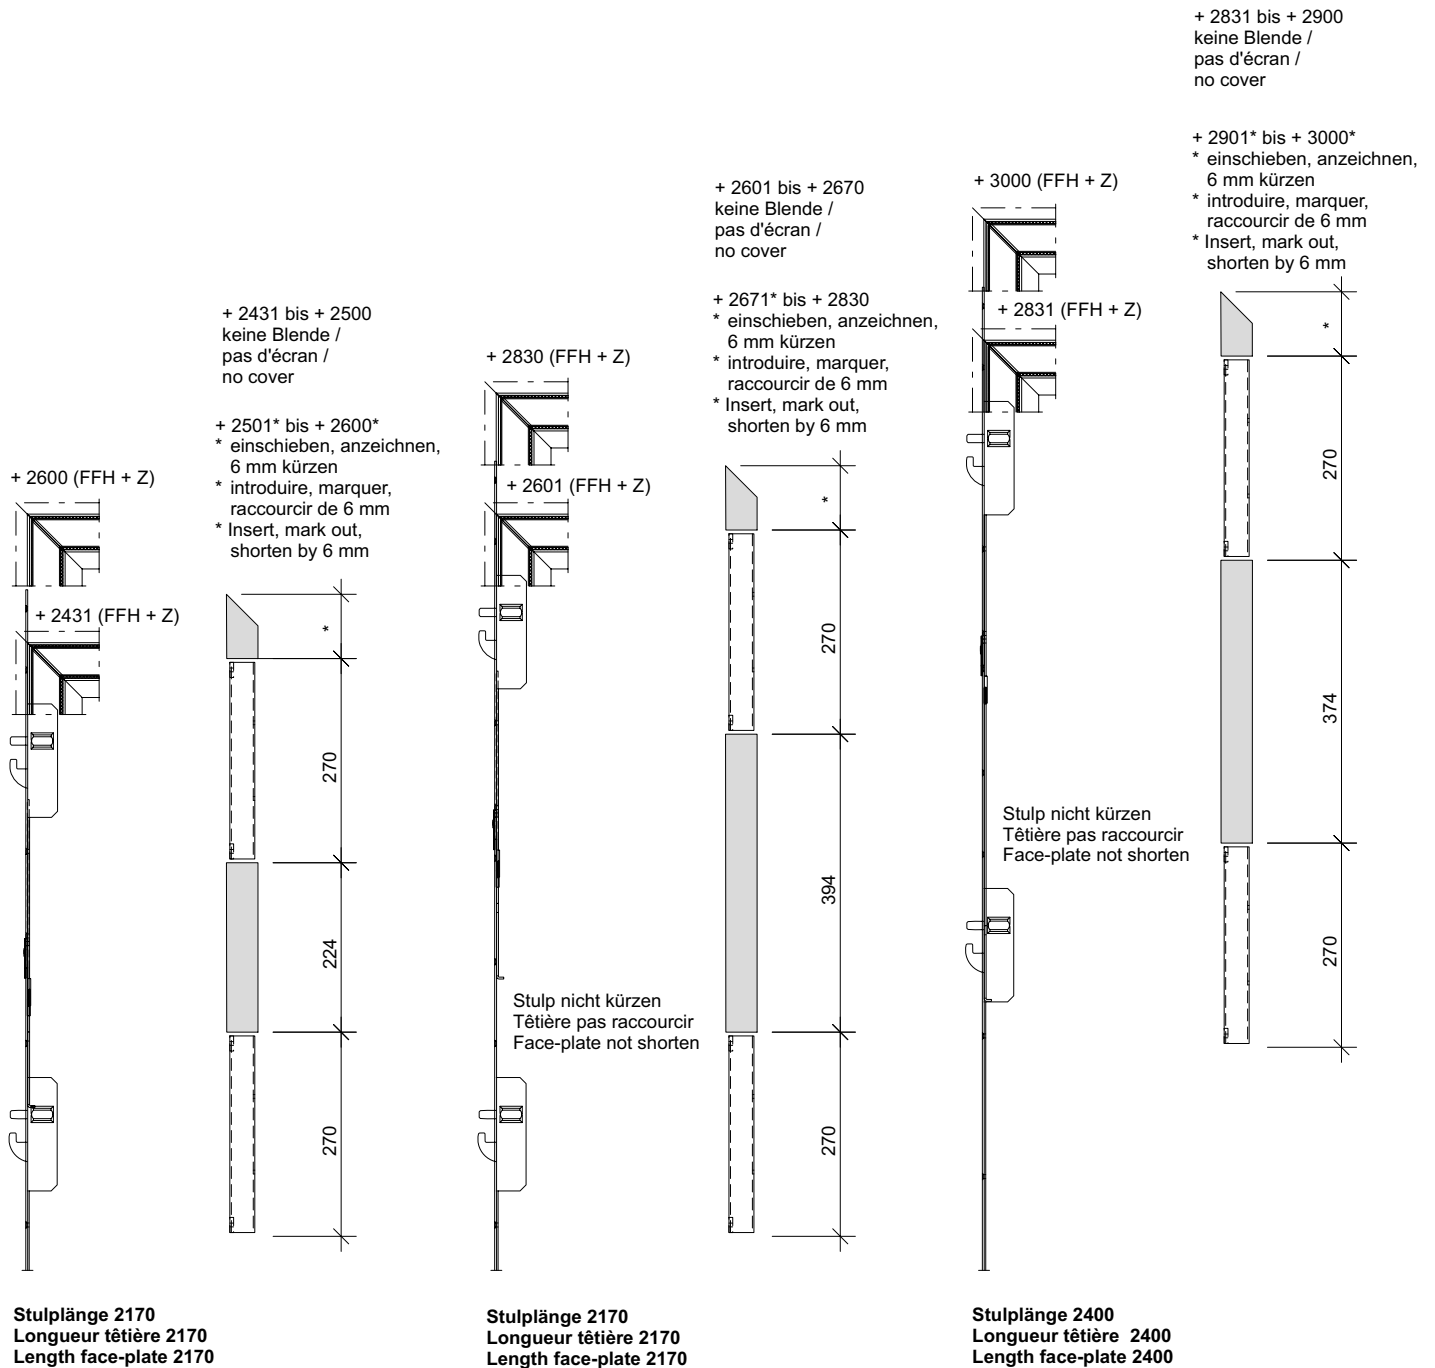 + 2831 bis + 2900
keine Blende /
pas d'écran /
no cover
+ 2901* bis + 3000*
* einschieben, anzeichnen,
6 mm kürzen
* introduire, marquer,
raccourcir de 6 mm
* Insert, mark out,
shorten by 6 mm
+ 3000 (FFH + Z)
+ 2831 (FFH + Z)
+ 2601 bis + 2670
keine Blende /
pas d'écran /
no cover
+ 2671* bis + 2830
* einschieben, anzeichnen,
6 mm kürzen
* introduire, marquer,
raccourcir de 6 mm
* Insert, mark out,
shorten by 6 mm
+ 2830 (FFH + Z)
+ 2601 (FFH + Z)
+ 2431 bis + 2500
keine Blende /
pas d'écran /
no cover
+ 2501* bis + 2600*
* einschieben, anzeichnen,
6 mm kürzen
* introduire, marquer,
raccourcir de 6 mm
* Insert, mark out,
shorten by 6 mm
+ 2600 (FFH + Z)
+ 2431 (FFH + Z)
*
270
224
270
*
270
394
270
*
270
374
270
Stulp nicht kürzen
Têtière pas raccourcir
Face-plate not shorten
Stulp nicht kürzen
Têtière pas raccourcir
Face-plate not shorten
Stulplänge 2170
Longueur têtière 2170
Length face-plate 2170
Stulplänge 2170
Longueur têtière 2170
Length face-plate 2170
Stulplänge 2400
Longueur têtière 2400
Length face-plate 2400